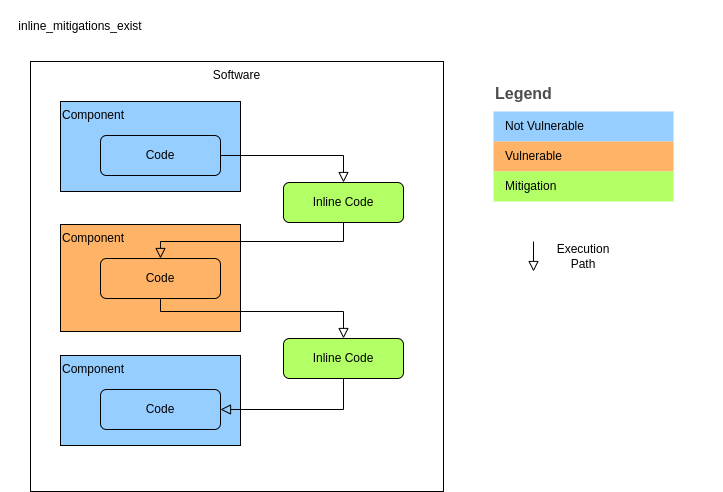 inline_mitigations_exist
Software
Component
Code
Inline Code
Component
Code
Inline Code
Component
Code
Legend
Not Vulnerable
Vulnerable
Mitigation
Execution
Path